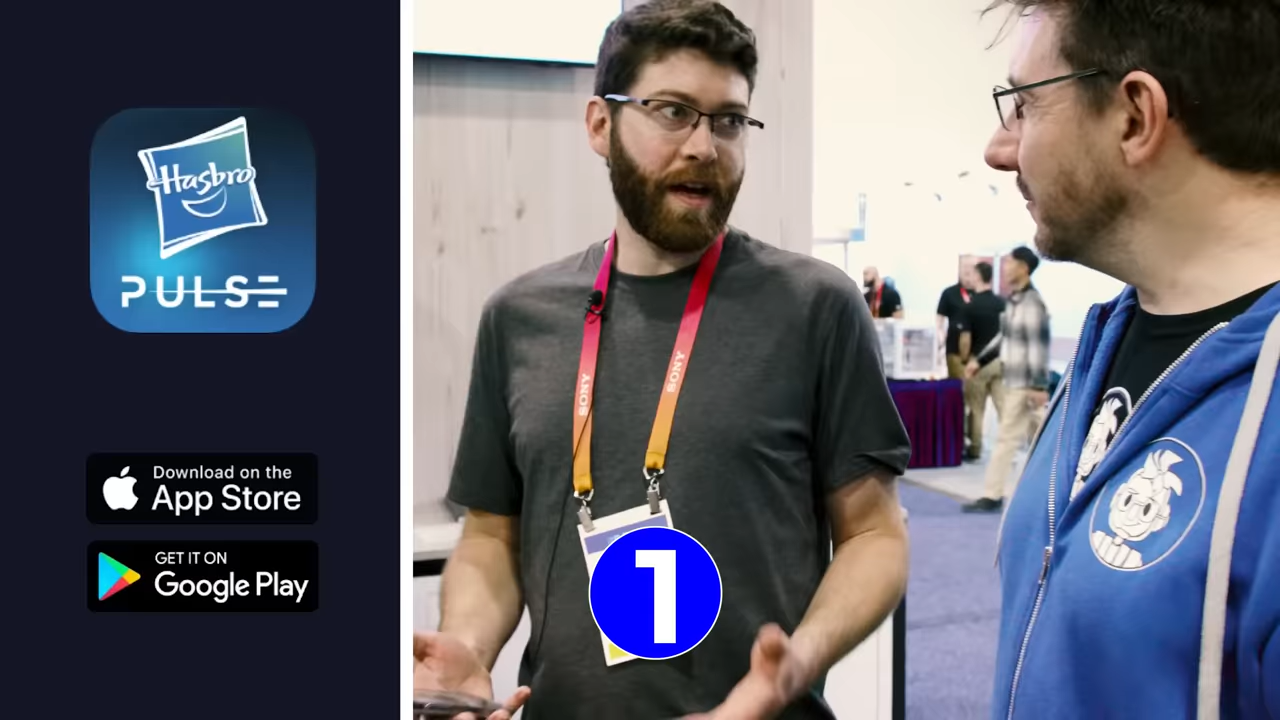 Hasbro
PULSE
Download on the
App Store
GET IT ON
Google Play
SONY
SONY
1